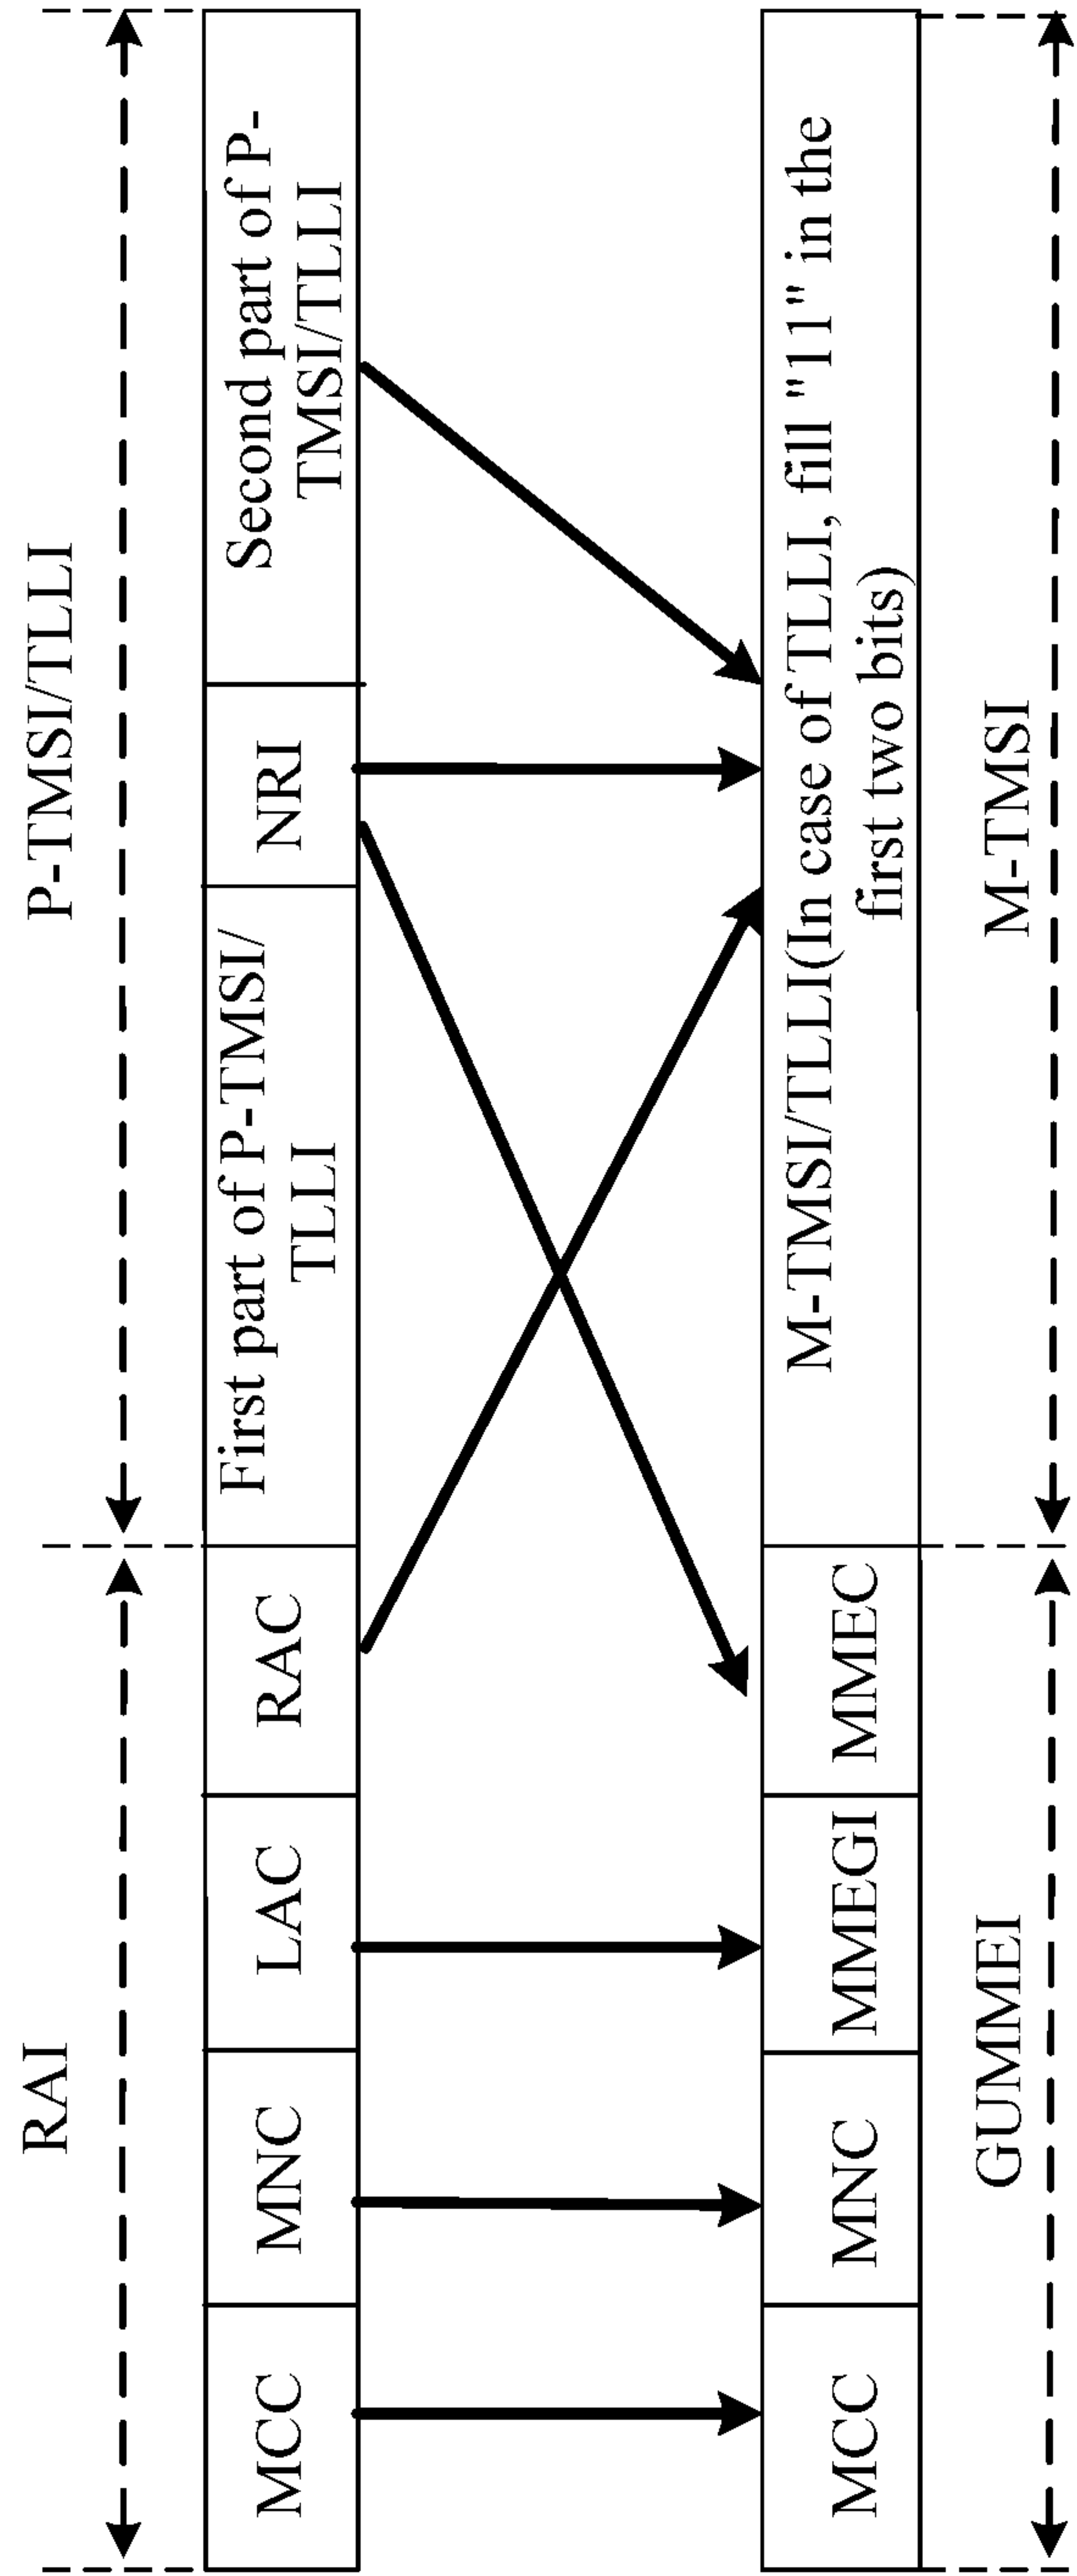 RAI
P-TMSI/TLLI
MCC
MNC
LAC
RAC
First part of P-TMSI/
TLLI
NRI
Second part of P-
TMSI/TLLI
MCC
MNC
MMEGI
MMEC
M-TMSI/TLLI(In case of TLLI, fill "11" in the
first two bits)
GUMMEI
M-TMSI